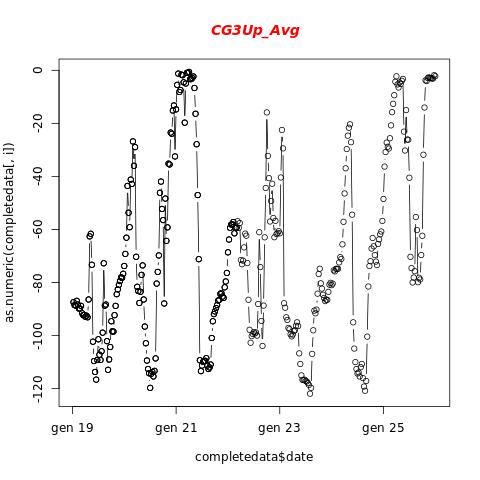 CG3Up_Avg
as.numeric(completedata[, i])
0
-20
-40
-60
-80
-100
-120
gen 19
gen 21
gen 23
gen 25
completedata$date